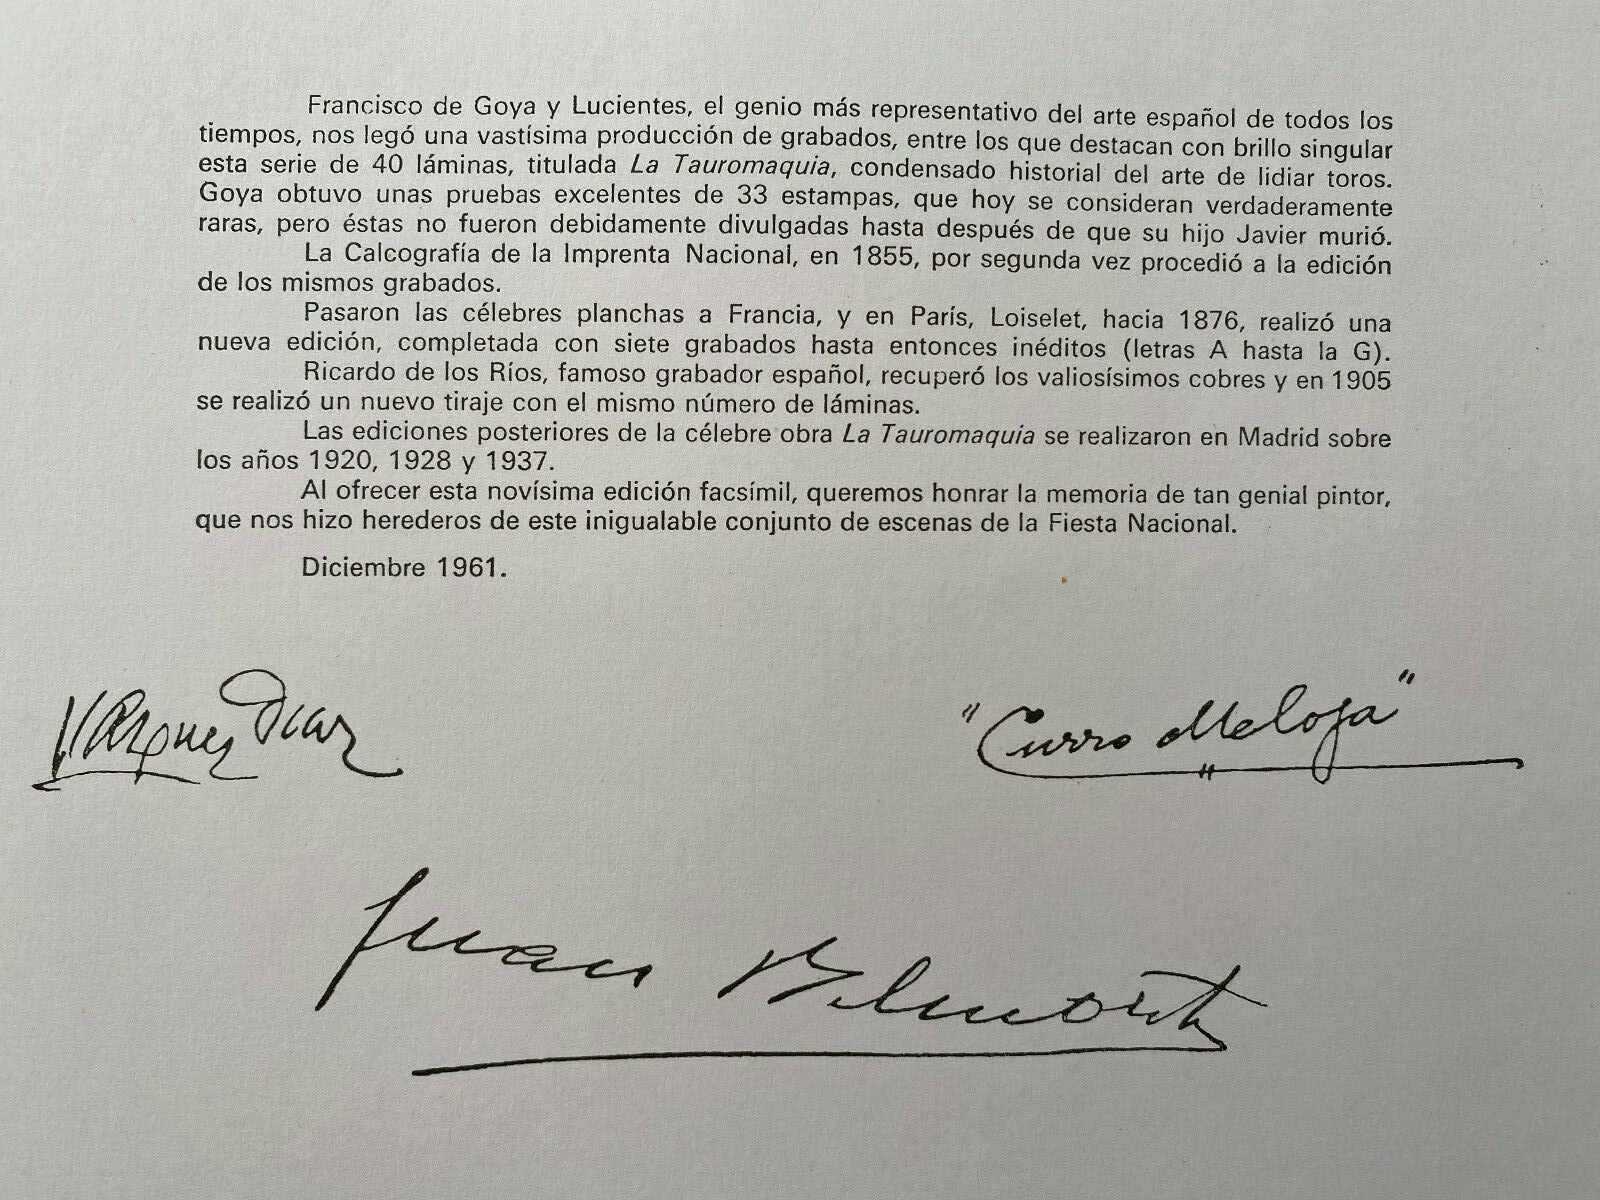 Francisco de Goya y Lucientes, el genio más representativo del arte español de todos los
tiempos, nos legó una vastísima producción de grabados, entre los que destacan con brillo singular
esta serie de 40 láminas, titulada La Tauromaquia, condensado historial del arte de lidiar toros.
Goya obtuvo unas pruebas excelentes de 33 estampas, que hoy se consideran verdaderamente
raras, pero éstas no fueron debidamente divulgadas hasta después de que su hijo Javier murió.
La Calcografía de la Imprenta Nacional, en 1855, por segunda vez procedió a la edición
de los mismos grabados.
Pasaron las célebres planchas a Francia, y en París, Loiselet, hacia 1876, realizó una
nueva edición, completada con siete grabados hasta entonces inéditos (letras A hasta la G).
Ricardo de los Ríos, famoso grabador español, recuperó los valiosísimos cobres y en 1905
se realizó un nuevo tiraje con el mismo número de láminas.
Las ediciones posteriores de la célebre obra La Tauromaquia se realizaron en Madrid sobre
los años 1920, 1928 y 1937.
Al ofrecer esta novísima edición facsímil, queremos honrar la memoria de tan genial pintor,
que nos hizo herederos de este inigualable conjunto de escenas de la Fiesta Nacional.
Diciembre 1961.
Vázquez Díaz
"Curro Meloja"
Juan Belmonte